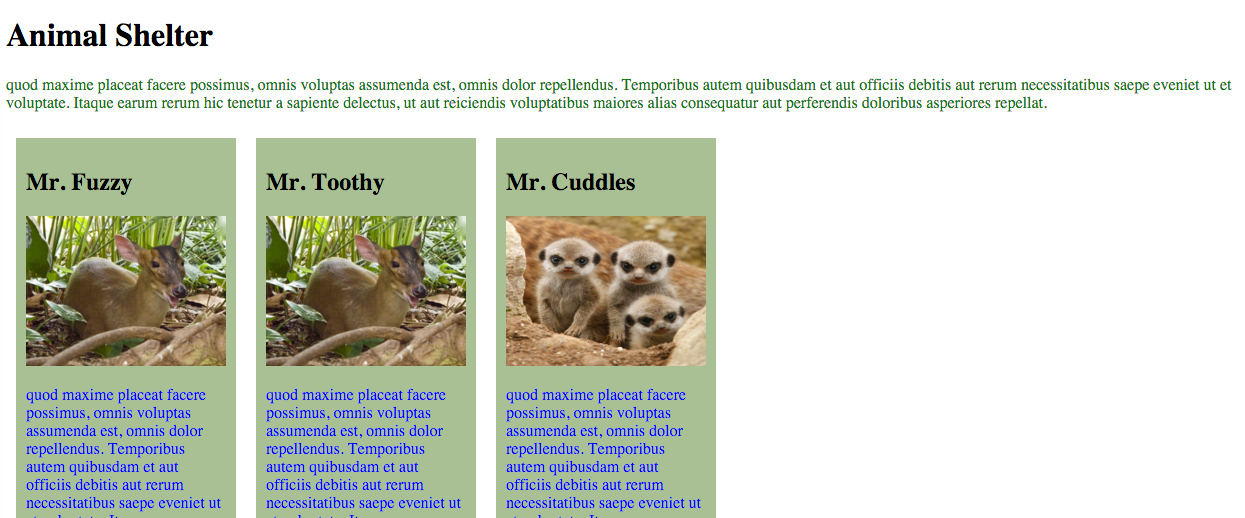 Animal Shelter
quod maxime placeat facere possimus, omnis voluptas assumenda est, omnis dolor repellendus. Temporibus autem quibusdam et aut officiis debitis aut rerum necessitatibus saepe eveniet ut et
voluptate. Itaque earum rerum hic tenetur a sapiente delectus, ut aut reiciendis voluptatibus maiores alias consequatur aut perferendis doloribus asperiores repellat.
Mr. Fuzzy
quod maxime placeat facere
possimus, omnis voluptas
assumenda est, omnis dolor
repellendus. Temporibus
autem quibusdam et aut
officiis debitis aut rerum
necessitatibus saepe eveniet ut
Mr. Toothy
quod maxime placeat facere
possimus, omnis voluptas
assumenda est, omnis dolor
repellendus. Temporibus
autem quibusdam et aut
officiis debitis aut rerum
necessitatibus saepe eveniet ut
Mr. Cuddles
quod maxime placeat facere
possimus, omnis voluptas
assumenda est, omnis dolor
repellendus. Temporibus
autem quibusdam et aut
officiis debitis aut rerum
necessitatibus saepe eveniet ut